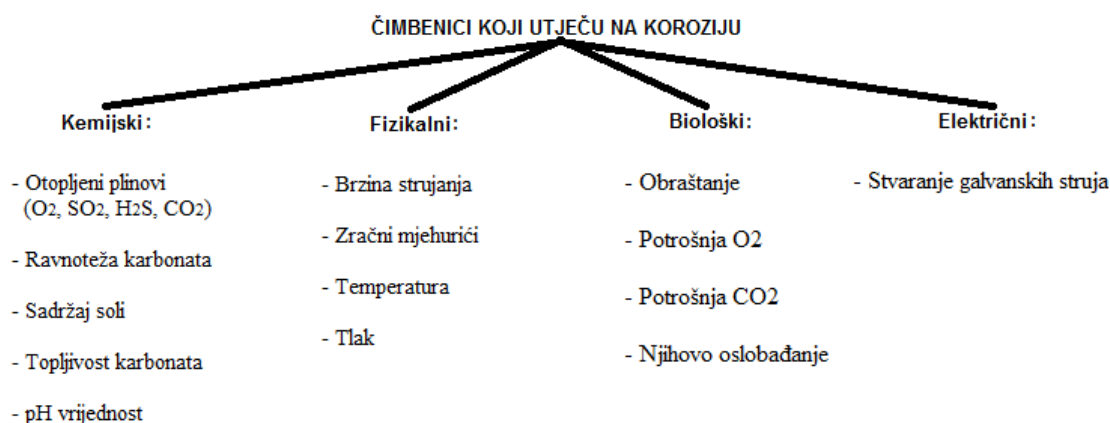 ČIMBENICI KOJI UTJEČU NA KOROZIJU
Kemijski:
- Otopljeni plinovi
(O2, SO2, H2S, CO2)
- Ravnoteža karbonata
- Sadržaj soli
- Topljivost karbonata
- pH vrijednost
Fizikalni:
- Brzina strujanja
- Zračni mjehurići
- Temperatura
- Tlak
Biološki:
- Obraštanje
- Potrošnja O2
- Potrošnja CO2
- Njihovo oslobađanje
Električni:
- Stvaranje galvanskih struja